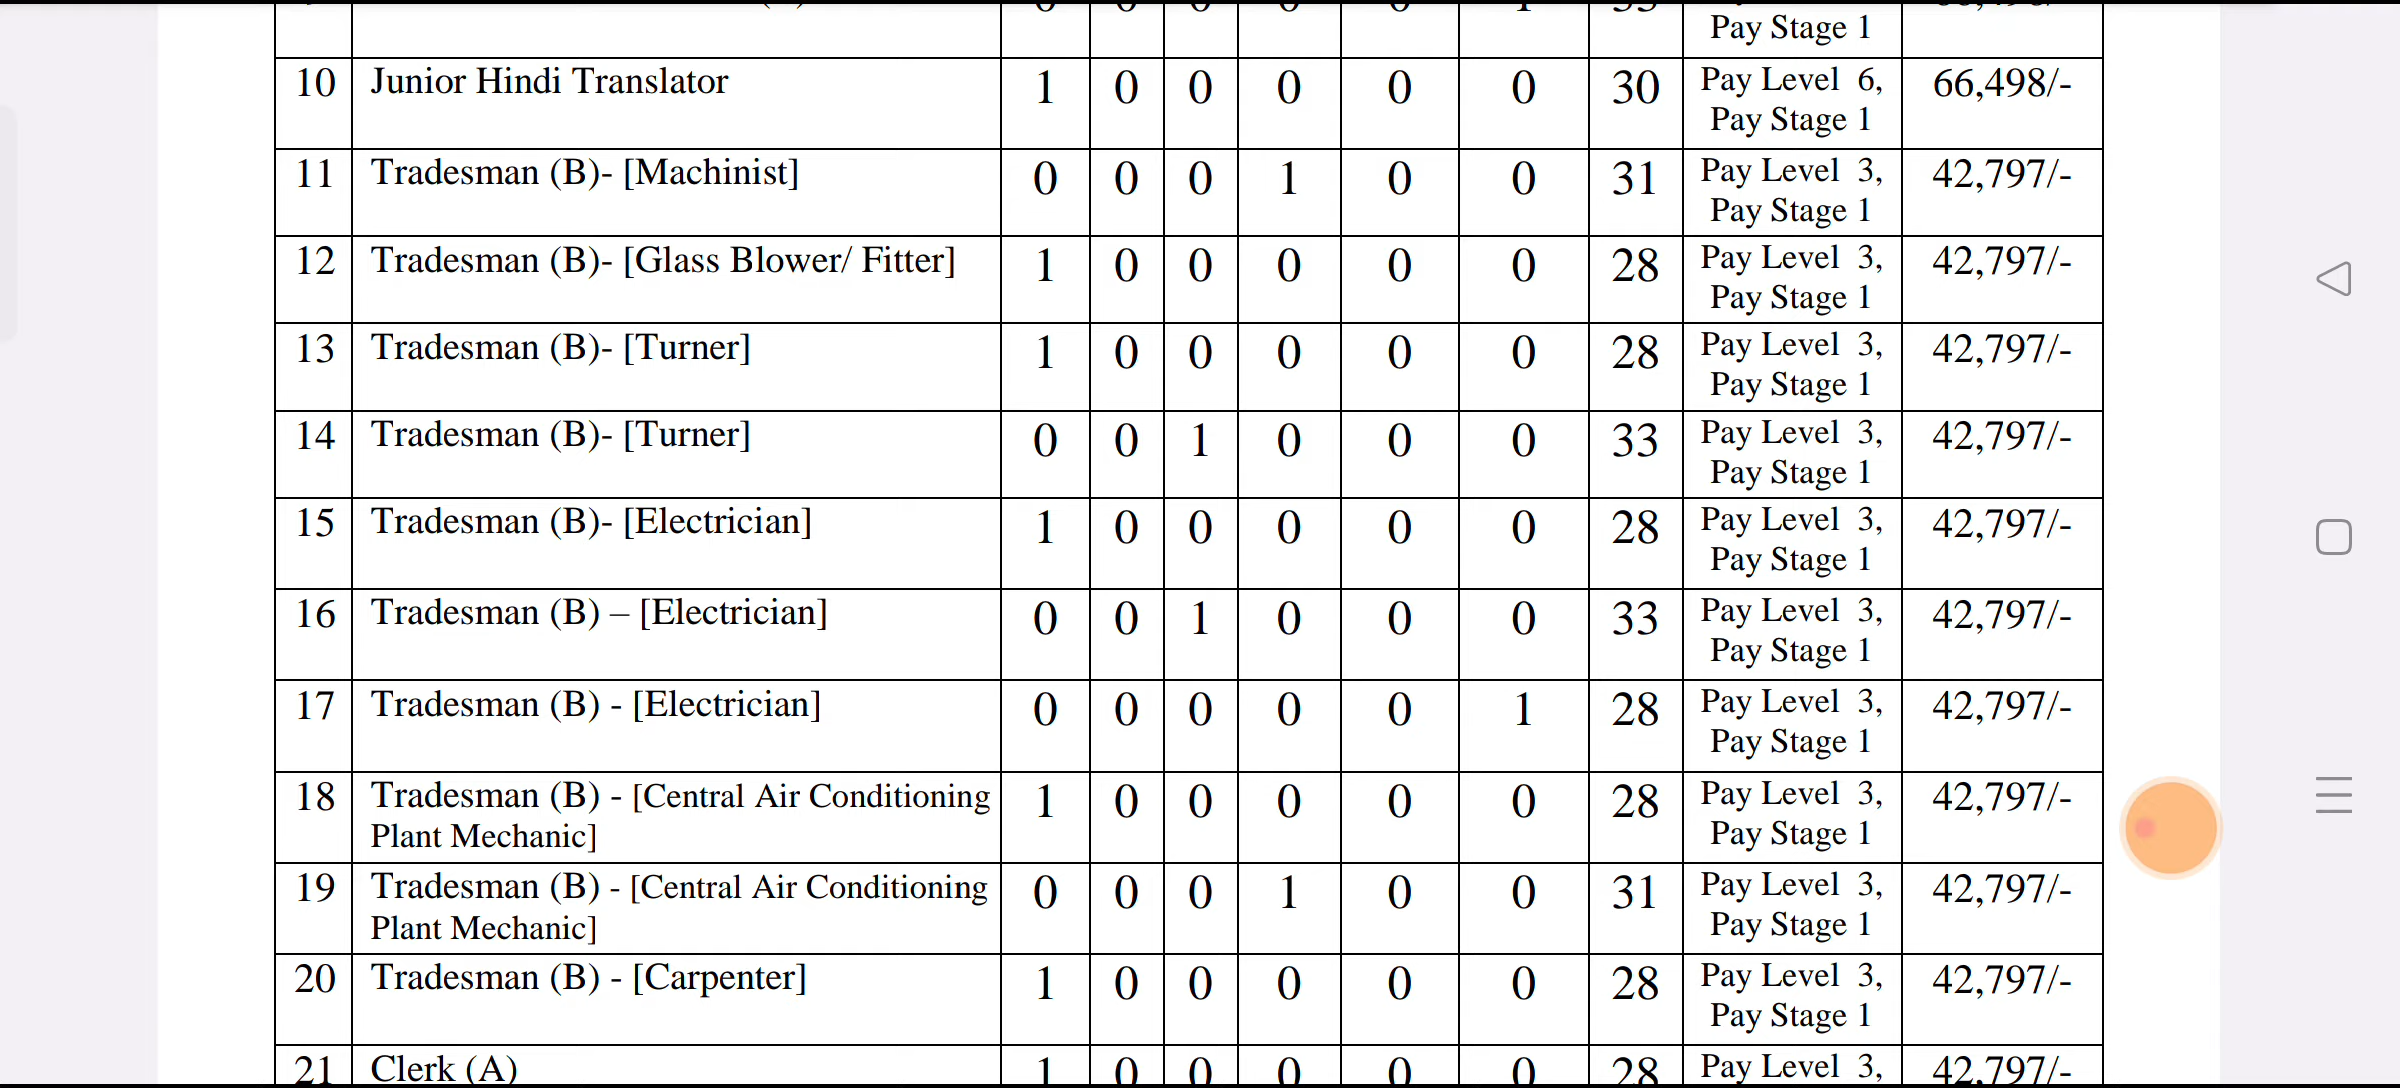 Pay Stage 1
10 Junior Hindi Translator 1 0 0 0 0 0 30 Pay Level 6, 66,498/-
Pay Stage 1
11 Tradesman (B)- [Machinist] 0 0 0 1 0 0 31 Pay Level 3, 42,797/-
Pay Stage 1
12 Tradesman (B)- [Glass Blower/ Fitter] 1 0 0 0 0 0 28 Pay Level 3, 42,797/-
Pay Stage 1
13 Tradesman (B)- [Turner] 1 0 0 0 0 0 28 Pay Level 3, 42,797/-
Pay Stage 1
14 Tradesman (B)- [Turner] 0 0 1 0 0 0 33 Pay Level 3, 42,797/-
Pay Stage 1
15 Tradesman (B)- [Electrician] 1 0 0 0 0 0 28 Pay Level 3, 42,797/-
Pay Stage 1
16 Tradesman (B) – [Electrician] 0 0 1 0 0 0 33 Pay Level 3, 42,797/-
Pay Stage 1
17 Tradesman (B) - [Electrician] 0 0 0 0 0 1 28 Pay Level 3, 42,797/-
Pay Stage 1
18 Tradesman (B) - [Central Air Conditioning 1 0 0 0 0 0 28 Pay Level 3, 42,797/-
Plant Mechanic] Pay Stage 1
19 Tradesman (B) - [Central Air Conditioning 0 0 0 1 0 0 31 Pay Level 3, 42,797/-
Plant Mechanic] Pay Stage 1
20 Tradesman (B) - [Carpenter] 1 0 0 0 0 0 28 Pay Level 3, 42,797/-
Pay Stage 1
21 Clerk (A) 1 0 0 0 0 0 28 Pay Level 3, 42,797/-